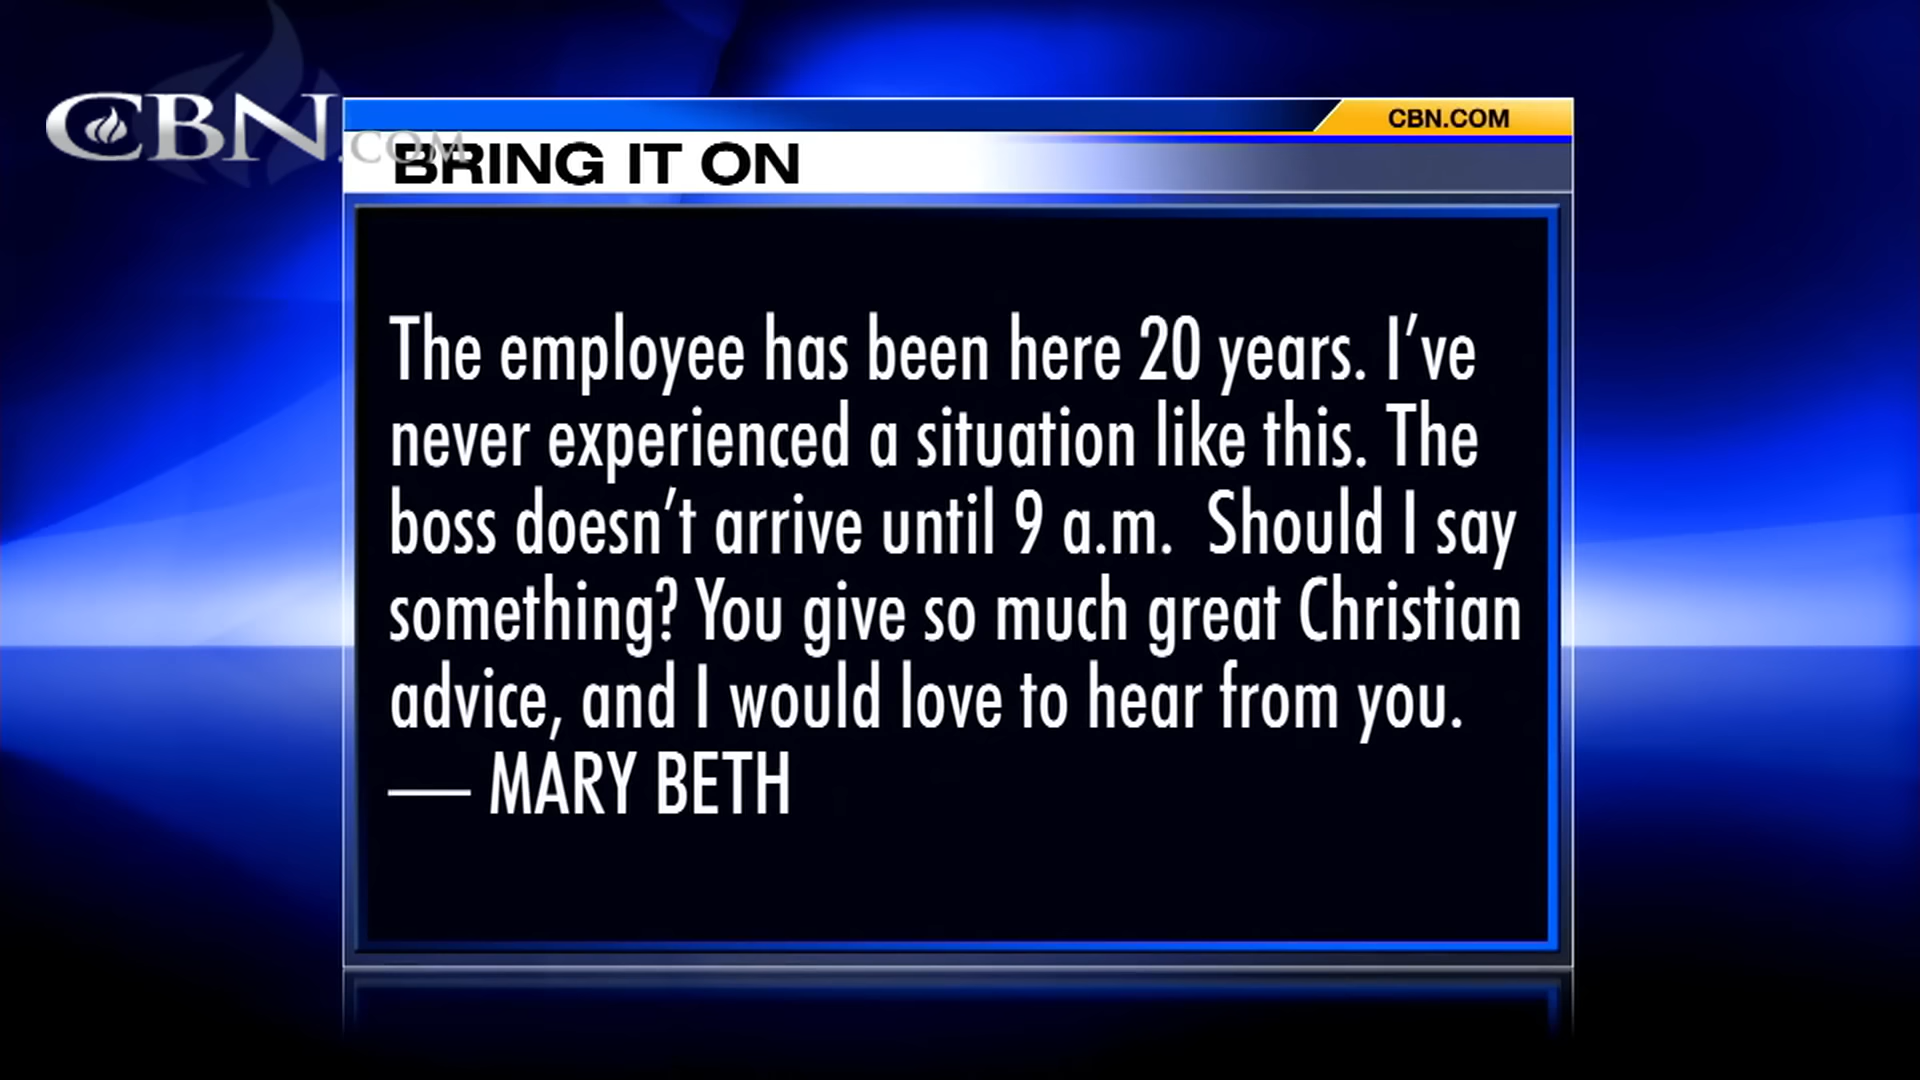 CBN.com
CBN.COM
BRING IT ON
The employee has been here 20 years. I’ve
never experienced a situation like this. The
boss doesn’t arrive until 9 a.m.  Should I say
something? You give so much great Christian
advice, and I would love to hear from you.
— MARY BETH